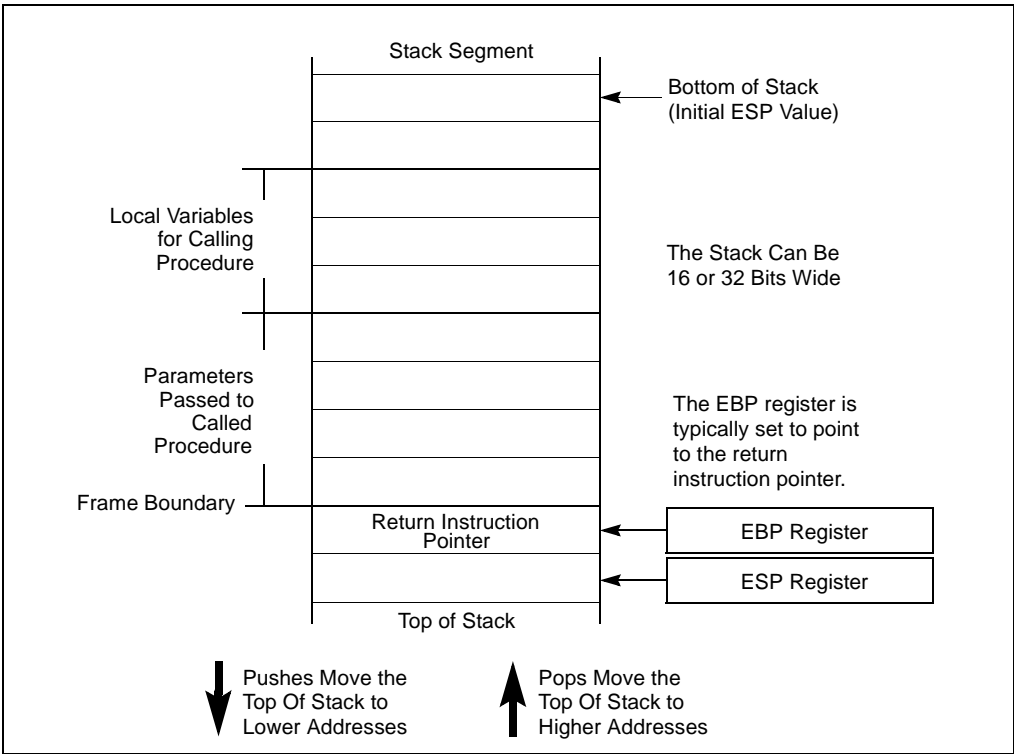 Stack Segment
Bottom of Stack
(Initial ESP Value)
Local Variables
for Calling
Procedure
The Stack Can Be
16 or 32 Bits Wide
Parameters
Passed to
Called
Procedure
The EBP register is
typically set to point
to the return
instruction pointer.
Frame Boundary
Return Instruction
Pointer
EBP Register
ESP Register
Top of Stack
Pushes Move the
Top Of Stack to
Lower Addresses
Pops Move the
Top Of Stack to
Higher Addresses